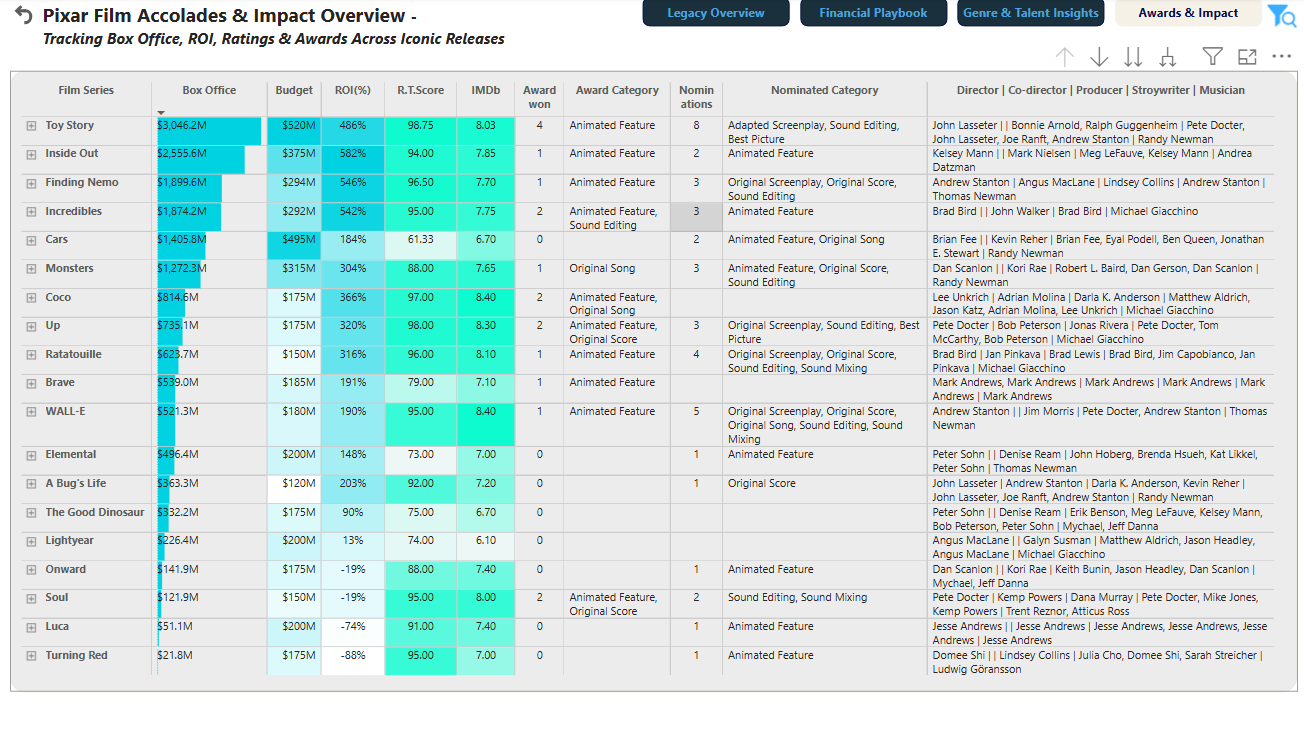 Pixar Film Accolades & Impact Overview -
Tracking Box Office, ROI, Ratings & Awards Across Iconic Releases
Legacy Overview
Financial Playbook
Genre & Talent Insights
Awards & Impact
Film Series Box Office Budget ROI(%) R.T.Score IMDb Award won Award Category Nomin ations Nominated Category Director | Co-director | Producer | Stroywriter | Musician
Toy Story $3,046.2M $520M 486% 98.75 8.03 4 Animated Feature 8 Adapted Screenplay, Sound Editing, John Lasseter | | Bonnie Arnold, Ralph Guggenheim | Pete Docter,
Best Picture John Lasseter, Joe Ranft, Andrew Stanton | Randy Newman
Inside Out $2,555.6M $375M 582% 94.00 7.85 1 Animated Feature 2 Animated Feature Kelsey Mann | | Mark Nielsen | Meg LeFauve, Kelsey Mann | Andrea
Datzman
Finding Nemo $1,899.6M $294M 546% 96.50 7.70 1 Animated Feature 3 Original Screenplay, Original Score, Andrew Stanton | Angus MacLane | Lindsey Collins | Andrew Stanton |
Sound Editing Thomas Newman
Incredibles $1,874.2M $292M 542% 95.00 7.75 2 Animated Feature, 3 Animated Feature Brad Bird | | John Walker | Brad Bird | Michael Giacchino
Sound Editing
Cars $1,405.8M $495M 184% 61.33 6.70 0 2 Animated Feature, Original Song Brian Fee | | Kevin Reher | Brian Fee, Eyal Podell, Ben Queen, Jonathan
E. Stewart | Randy Newman
Monsters $1,272.3M $315M 304% 88.00 7.65 1 Original Song 3 Animated Feature, Original Score, Dan Scanlon | | Kori Rae | Robert L. Baird, Dan Gerson, Dan Scanlon |
Sound Editing Randy Newman
Coco $814.6M $175M 366% 97.00 8.40 2 Animated Feature, Lee Unkrich | Adrian Molina | Darla K. Anderson | Matthew Aldrich,
Original Song Jason Katz, Adrian Molina, Lee Unkrich | Michael Giacchino
Up $735.1M $175M 320% 98.00 8.30 2 Animated Feature, 3 Original Screenplay, Sound Editing, Best Pete Docter | Bob Peterson | Jonas Rivera | Pete Docter, Tom
Original Score Picture McCarthy, Bob Peterson | Michael Giacchino
Ratatouille $623.7M $150M 316% 96.00 8.10 1 Animated Feature 4 Original Screenplay, Original Score, Brad Bird | Jan Pinkava | Brad Lewis | Brad Bird, Jim Capobianco, Jan
Sound Editing, Sound Mixing Pinkava | Michael Giacchino
Brave $539.0M $185M 191% 79.00 7.10 1 Animated Feature Mark Andrews, Mark Andrews | Mark Andrews | Mark Andrews | Mark
Andrews | Mark Andrews
WALL-E $521.3M $180M 190% 95.00 8.40 1 Animated Feature 5 Original Screenplay, Original Score, Andrew Stanton | | Jim Morris | Pete Docter, Andrew Stanton | Thomas
Original Song, Sound Editing, Sound Newman
Mixing
Elemental $496.4M $200M 148% 73.00 7.00 0 1 Animated Feature Peter Sohn | | Denise Ream | John Hoberg, Brenda Hsueh, Kat Likkel,
Peter Sohn | Thomas Newman
A Bug's Life $363.3M $120M 203% 92.00 7.20 0 1 Original Score John Lasseter | Andrew Stanton | Darla K. Anderson, Kevin Reher |
John Lasseter, Joe Ranft, Andrew Stanton | Randy Newman
The Good Dinosaur $332.2M $175M 90% 75.00 6.70 0 Peter Sohn | | Denise Ream | Erik Benson, Meg LeFauve, Kelsey Mann,
Bob Peterson, Peter Sohn | Mychael, Jeff Danna
Lightyear $226.4M $200M 13% 74.00 6.10 0 Angus MacLane | | Galyn Susman | Matthew Aldrich, Jason Headley,
Angus MacLane | Michael Giacchino
Onward $141.9M $175M -19% 88.00 7.40 0 1 Animated Feature Dan Scanlon | | Kori Rae | Keith Bunin, Jason Headley, Dan Scanlon |
Mychael, Jeff Danna
Soul $121.9M $150M -19% 95.00 8.00 2 Animated Feature, 2 Sound Editing, Sound Mixing Pete Docter | Kemp Powers | Dana Murray | Pete Docter, Mike Jones,
Original Score Kemp Powers | Trent Reznor, Atticus Ross
Luca $51.1M $200M -74% 91.00 7.40 0 1 Animated Feature Jesse Andrews | | Jesse Andrews | Jesse Andrews, Jesse Andrews, Jesse
Andrews | Jesse Andrews
Turning Red $21.8M $175M -88% 95.00 7.00 0 1 Animated Feature Domee Shi | | Lindsey Collins | Julia Cho, Domee Shi, Sarah Streicher |
Ludwig Göransson